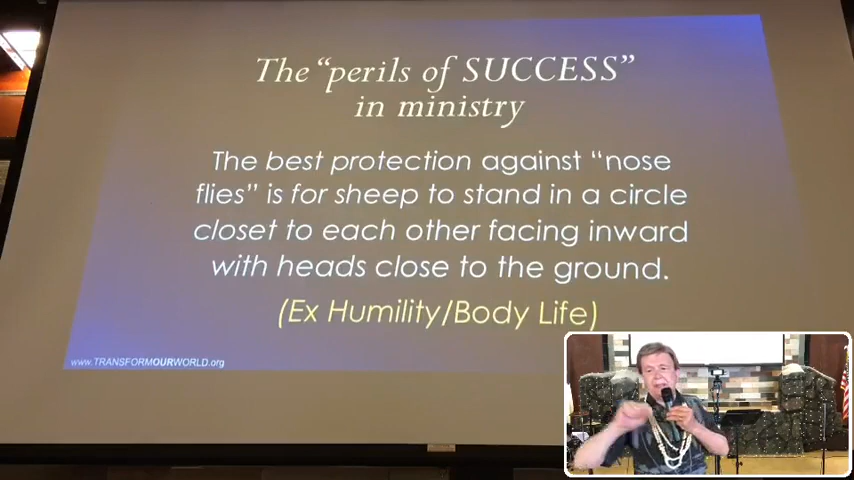 The “perils of SUCCESS”
in ministry
The best protection against “nose
flies” is for sheep to stand in a circle
closet to each other facing inward
with heads close to the ground.
(Ex Humility/Body Life)
www.TRANSFORMOURWORLD.org